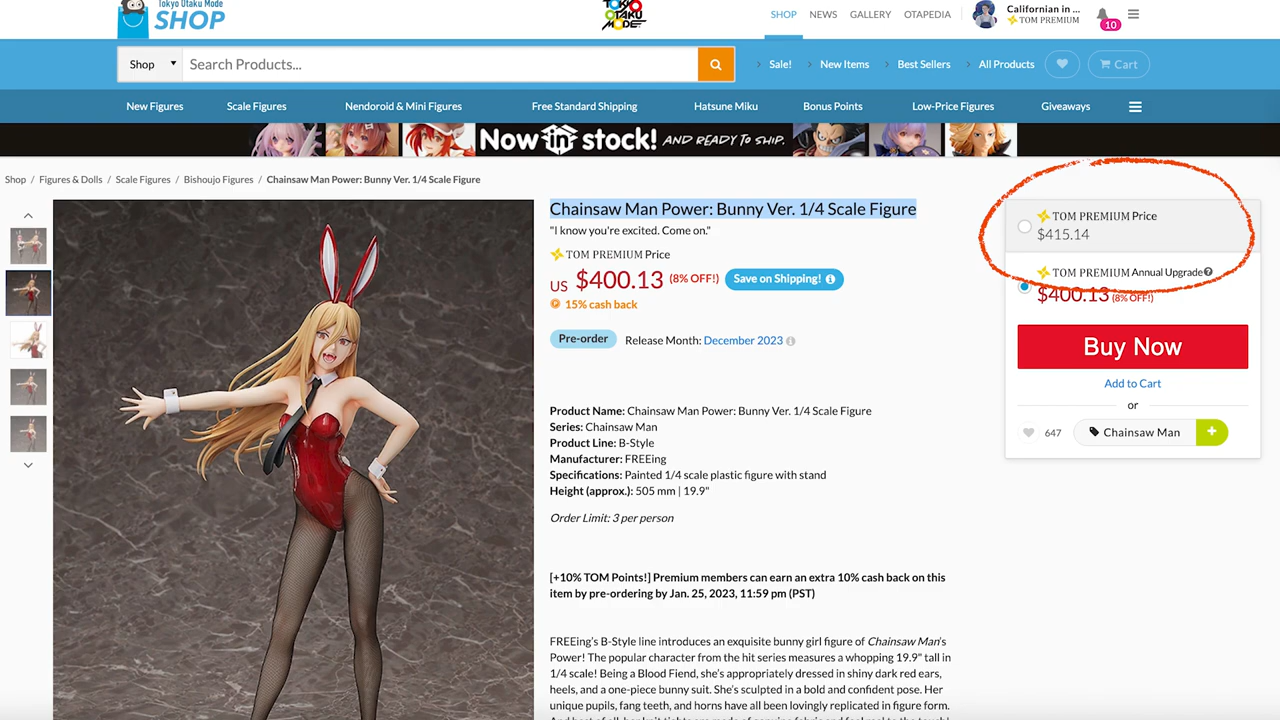 Tokyo Otaku Mode
SHOP
TOKYO
OTAKU
MODE
SHOP
NEWS
GALLERY
OTAPEDIA
Californian in ...
TOM PREMIUM
10
Shop
Search Products...
Sale!
New Items
Best Sellers
All Products
Cart
New Figures
Scale Figures
Nendoroid & Mini Figures
Free Standard Shipping
Hatsune Miku
Bonus Points
Low-Price Figures
Giveaways
Now in stock! AND READY TO SHIP.
Shop / Figures & Dolls / Scale Figures / Bishoujo Figures / Chainsaw Man Power: Bunny Ver. 1/4 Scale Figure
Chainsaw Man Power: Bunny Ver. 1/4 Scale Figure
"I know you're excited. Come on."
TOM PREMIUM Price
US $400.13 (8% OFF!) Save on Shipping!
15% cash back
Pre-order Release Month: December 2023
Product Name: Chainsaw Man Power: Bunny Ver. 1/4 Scale Figure
Series: Chainsaw Man
Product Line: B-Style
Manufacturer: FREEing
Specifications: Painted 1/4 scale plastic figure with stand
Height (approx.): 505 mm | 19.9"
Order Limit: 3 per person
[+10% TOM Points!] Premium members can earn an extra 10% cash back on this
item by pre-ordering by Jan. 25, 2023, 11:59 pm (PST)
FREEing's B-Style line introduces an exquisite bunny girl figure of Chainsaw Man's
Power! The popular character from the hit series measures a whopping 19.9" tall in
1/4 scale! Being a Blood Fiend, she's appropriately dressed in shiny dark red ears,
heels, and a one-piece bunny suit. She's sculpted in a bold and confident pose. Her
unique pupils, fang teeth, and horns have all been lovingly replicated in figure form.
TOM PREMIUM Price
$415.14
TOM PREMIUM Annual Upgrade
$400.13 (8% OFF!)
Buy Now
Add to Cart
or
647
Chainsaw Man
+